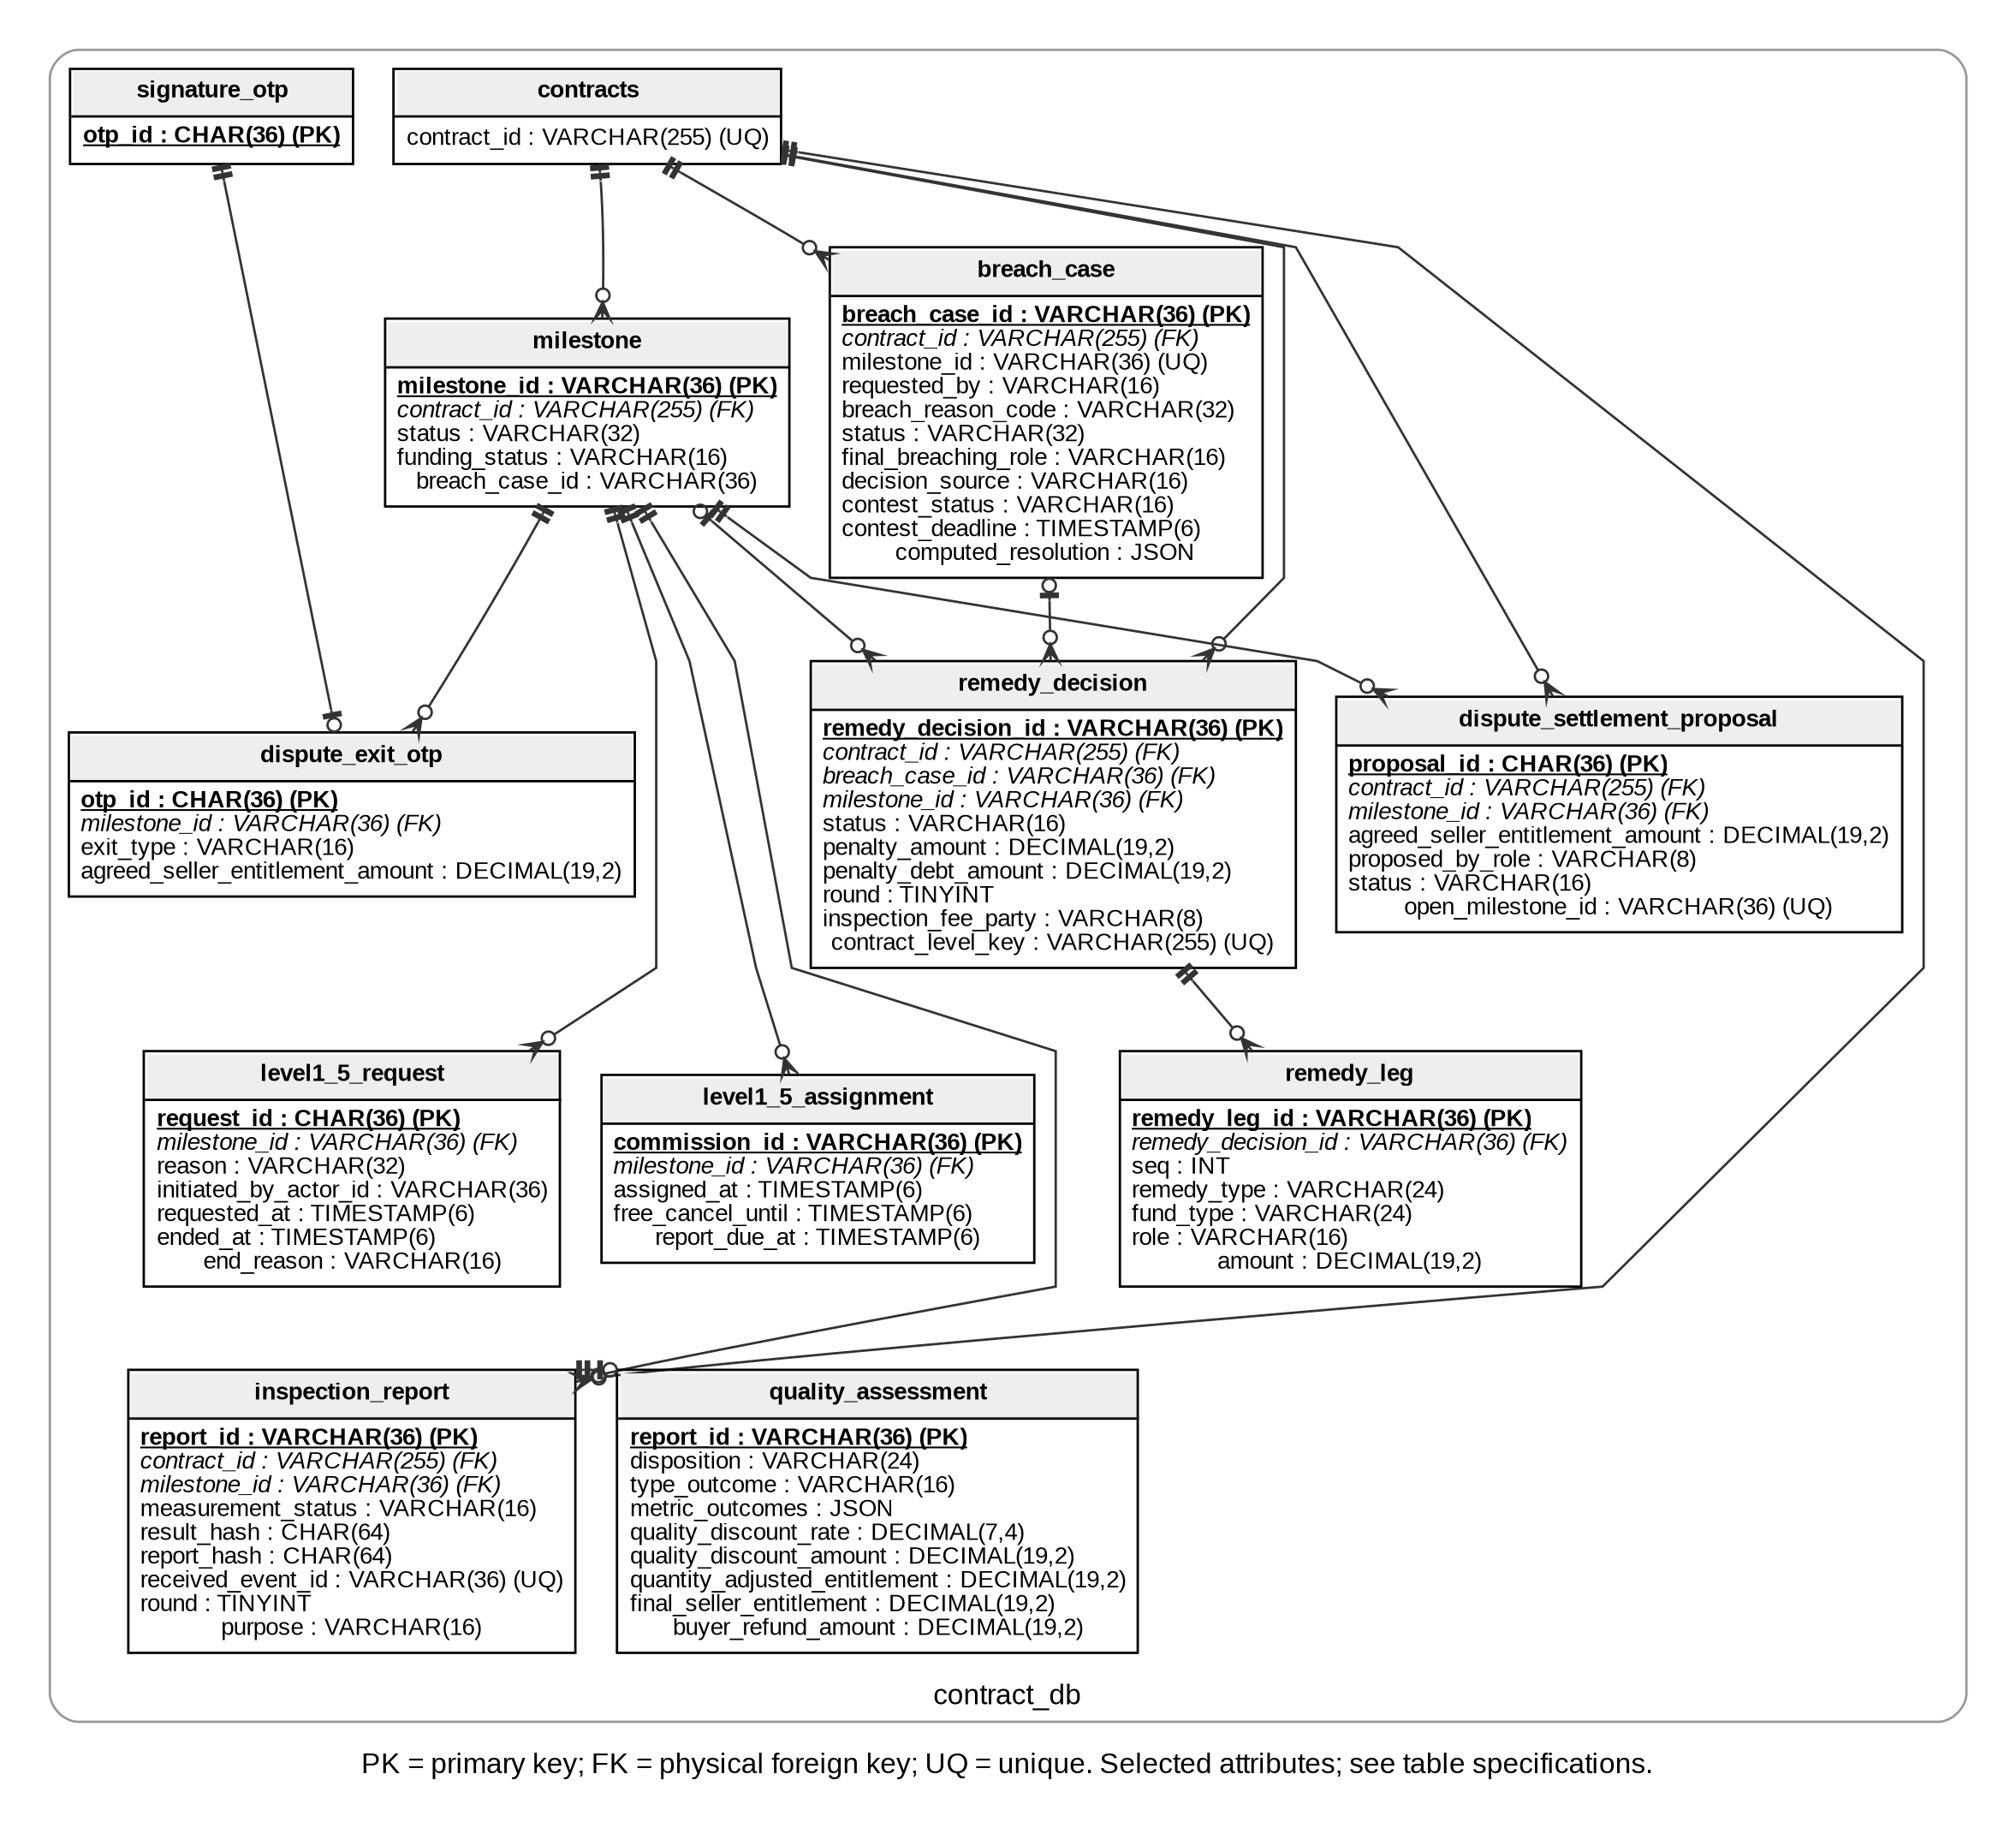 signature_otp
otp_id : CHAR(36) (PK)
contracts
contract_id : VARCHAR(255) (UQ)
breach_case
breach_case_id : VARCHAR(36) (PK)
contract_id : VARCHAR(255) (FK)
milestone_id : VARCHAR(36) (UQ)
requested_by : VARCHAR(16)
breach_reason_code : VARCHAR(32)
status : VARCHAR(32)
final_breaching_role : VARCHAR(16)
decision_source : VARCHAR(16)
contest_status : VARCHAR(16)
contest_deadline : TIMESTAMP(6)
computed_resolution : JSON
milestone
milestone_id : VARCHAR(36) (PK)
contract_id : VARCHAR(255) (FK)
status : VARCHAR(32)
funding_status : VARCHAR(16)
breach_case_id : VARCHAR(36)
remedy_decision
remedy_decision_id : VARCHAR(36) (PK)
contract_id : VARCHAR(255) (FK)
breach_case_id : VARCHAR(36) (FK)
milestone_id : VARCHAR(36) (FK)
status : VARCHAR(16)
penalty_amount : DECIMAL(19,2)
penalty_debt_amount : DECIMAL(19,2)
round : TINYINT
inspection_fee_party : VARCHAR(8)
contract_level_key : VARCHAR(255) (UQ)
dispute_settlement_proposal
proposal_id : CHAR(36) (PK)
contract_id : VARCHAR(255) (FK)
milestone_id : VARCHAR(36) (FK)
agreed_seller_entitlement_amount : DECIMAL(19,2)
proposed_by_role : VARCHAR(8)
status : VARCHAR(16)
open_milestone_id : VARCHAR(36) (UQ)
dispute_exit_otp
otp_id : CHAR(36) (PK)
milestone_id : VARCHAR(36) (FK)
exit_type : VARCHAR(16)
agreed_seller_entitlement_amount : DECIMAL(19,2)
level1_5_request
request_id : CHAR(36) (PK)
milestone_id : VARCHAR(36) (FK)
reason : VARCHAR(32)
initiated_by_actor_id : VARCHAR(36)
requested_at : TIMESTAMP(6)
ended_at : TIMESTAMP(6)
end_reason : VARCHAR(16)
level1_5_assignment
commission_id : VARCHAR(36) (PK)
milestone_id : VARCHAR(36) (FK)
assigned_at : TIMESTAMP(6)
free_cancel_until : TIMESTAMP(6)
report_due_at : TIMESTAMP(6)
remedy_leg
remedy_leg_id : VARCHAR(36) (PK)
remedy_decision_id : VARCHAR(36) (FK)
seq : INT
remedy_type : VARCHAR(24)
fund_type : VARCHAR(24)
role : VARCHAR(16)
amount : DECIMAL(19,2)
inspection_report
report_id : VARCHAR(36) (PK)
contract_id : VARCHAR(255) (FK)
milestone_id : VARCHAR(36) (FK)
measurement_status : VARCHAR(16)
result_hash : CHAR(64)
report_hash : CHAR(64)
received_event_id : VARCHAR(36) (UQ)
round : TINYINT
purpose : VARCHAR(16)
quality_assessment
report_id : VARCHAR(36) (PK)
disposition : VARCHAR(24)
type_outcome : VARCHAR(16)
metric_outcomes : JSON
quality_discount_rate : DECIMAL(7,4)
quality_discount_amount : DECIMAL(19,2)
quantity_adjusted_entitlement : DECIMAL(19,2)
final_seller_entitlement : DECIMAL(19,2)
buyer_refund_amount : DECIMAL(19,2)
contract_db
PK = primary key; FK = physical foreign key; UQ = unique. Selected attributes; see table specifications.